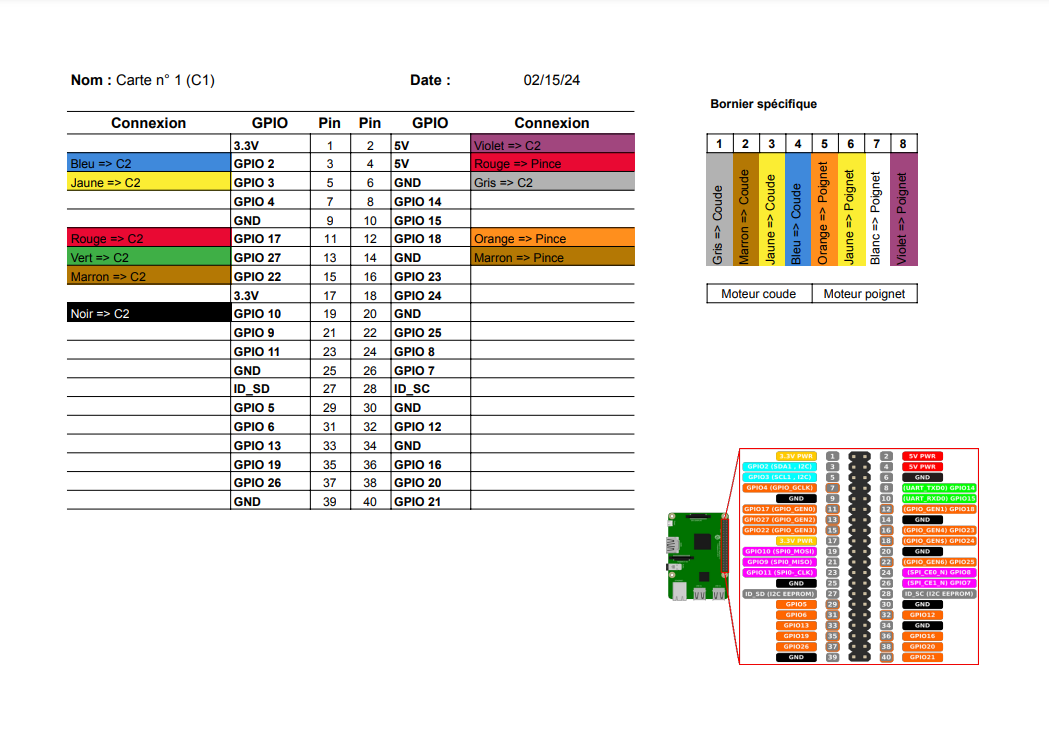 Nom : Carte n° 1 (C1) Date : 02/15/24
Connexion GPIO Pin Pin GPIO Connexion
3.3V 1 2 5V Violet => C2
Bleu => C2 GPIO 2 3 4 5V Rouge => Pince
Jaune => C2 GPIO 3 5 6 GND Gris => C2
GPIO 4 7 8 GPIO 14
GND 9 10 GPIO 15
Rouge => C2 GPIO 17 11 12 GPIO 18 Orange => Pince
Vert => C2 GPIO 27 13 14 GND Marron => Pince
Marron => C2 GPIO 22 15 16 GPIO 23
3.3V 17 18 GPIO 24
Noir => C2 GPIO 10 19 20 GND
GPIO 9 21 22 GPIO 25
GPIO 11 23 24 GPIO 8
GND 25 26 GPIO 7
ID_SD 27 28 ID_SC
GPIO 5 29 30 GND
GPIO 6 31 32 GPIO 12
GPIO 13 33 34 GND
GPIO 19 35 36 GPIO 16
GPIO 26 37 38 GPIO 20
GND 39 40 GPIO 21
Bornier spécifique
1 2 3 4 5 6 7 8
Gris => Coude
Marron => Coude
Jaune => Coude
Bleu => Coude
Orange => Poignet
Jaune => Poignet
Blanc => Poignet
Violet => Poignet
Moteur coude Moteur poignet
3.3V PWR 1 2 5V PWR
GPIO2 (SDA1 , I2C) 3 4 5V PWR
GPIO3 (SCL1 , I2C) 5 6 GND
GPIO4 (GPIO_GCLK) 7 8 (UART_TXD0) GPIO14
GND 9 10 (UART_RXD0) GPIO15
GPIO17 (GPIO_GEN0) 11 12 (GPIO_GEN1) GPIO18
GPIO27 (GPIO_GEN2) 13 14 GND
GPIO22 (GPIO_GEN3) 15 16 (GPIO_GEN4) GPIO23
3.3V PWR 17 18 (GPIO_GEN5) GPIO24
GPIO10 (SPI0_MOSI) 19 20 GND
GPIO9 (SPI0_MISO) 21 22 (GPIO_GEN6) GPIO25
GPIO11 (SPI0-_CLK) 23 24 (SPI_CE0_N) GPIO8
GND 25 26 (SPI_CE1_N) GPIO7
ID_SD (I2C EEPROM) 27 28 ID_SC (I2C EEPROM)
GPIO5 29 30 GND
GPIO6 31 32 GPIO12
GPIO13 33 34 GND
GPIO19 35 36 GPIO16
GPIO26 37 38 GPIO20
GND 39 40 GPIO21